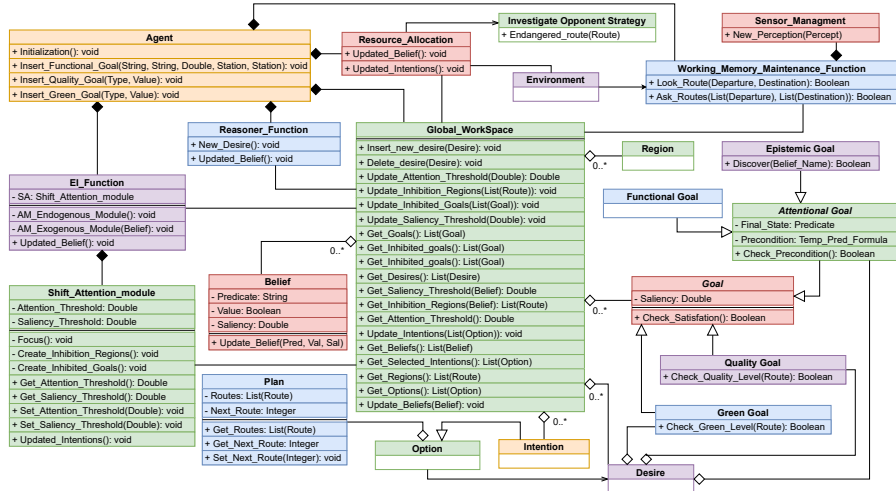 Agent
+ Initialization(): void
+ Insert_Functional_Goal(String, String, Double, Station, Station): void
+ Insert_Quality_Goal(Type, Value): void
+ Insert_Green_Goal(Type, Value): void
Resource_Allocation
+ Updated_Belief(): void
+ Updated_Intentions(): void
Investigate Opponent Strategy
+ Endangered_route(Route)
Sensor_Managment
+ New_Perception(Percept)
Environment
Working_Memory_Maintenance_Function
+ Look_Route(Departure, Destination): Boolean
+ Ask_Routes(List(Departure), List(Destination)): Boolean
Reasoner_Function
+ New_Desire(): void
+ Updated_Belief(): void
Global_WorkSpace
+ Insert_new_desire(Desire): void
+ Delete_desire(Desire): void
+ Update_Attention_Threshold(Double): Double
+ Update_Inhibition_Regions(List(Route)): void
+ Update_Inhibited_Goals(List(Goal)): void
+ Update_Saliency_Threshold(Double): void
+ Get_Goals(): List(Goal)
+ Get_Inhibited_goals(): List(Goal)
+ Get_Inhibited_goals(): List(Goal)
+ Get_Desires(): List(Desire)
+ Get_Saliency_Threshold(Belief): Double
+ Get_Inhibition_Regions(Belief): List(Route)
+ Get_Attention_Threshold(): Double
+ Update_Intentions(List(Option)): void
+ Get_Beliefs(): List(Belief)
+ Get_Selected_Intentions(): List(Option)
+ Get_Regions(): List(Route)
+ Get_Options(): List(Option)
+ Update_Beliefs(Belief): void
Region
0..*
Epistemic Goal
+ Discover(Belief_Name): Boolean
Functional Goal
Attentional Goal
- Final_State: Predicate
- Precondition: Temp_Pred_Formula
+ Check_Precondition(): Boolean
EI_Function
- SA: Shift_Attention_module
- AM_Endogenous_Module(): void
- AM_Exogenous_Module(Belief): void
+ Updated_Belief(): void
0..*
Belief
- Predicate: String
- Value: Boolean
- Saliency: Double
+ Update_Belief(Pred, Val, Sal)
Goal
- Saliency: Double
+ Check_Satisfation(): Boolean
0..*
Shift_Attention_module
- Attention_Threshold: Double
- Saliency_Threshold: Double
- Focus(): void
- Create_Inhibition_Regions(): void
- Create_Inhibited_Goals(): void
+ Get_Attention_Threshold(): Double
+ Get_Saliency_Threshold(): Double
+ Set_Attention_Threshold(Double): void
+ Set_Saliency_Threshold(Double): void
+ Updated_Intentions(): void
Quality Goal
+ Check_Quality_Level(Route): Boolean
Plan
- Routes: List(Route)
- Next_Route: Integer
+ Get_Routes: List(Route)
+ Get_Next_Route: Integer
+ Set_Next_Route(Integer): void
0..*
Green Goal
+ Check_Green_Level(Route): Boolean
0..*
Option
Intention
Desire